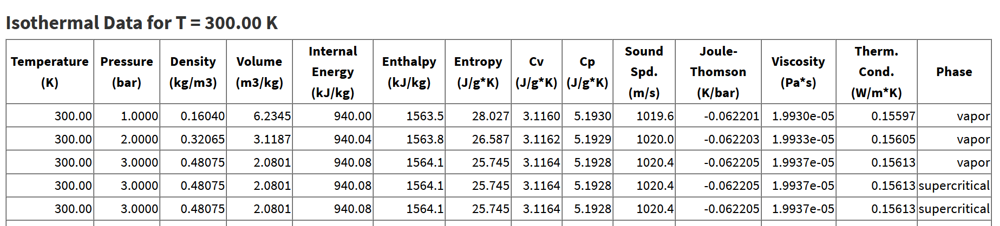 Isothermal Data for T = 300.00 K
Temperature (K) Pressure (bar) Density (kg/m3) Volume (m3/kg) Internal Energy (kJ/kg) Enthalpy (kJ/kg) Entropy (J/g*K) Cv (J/g*K) Cp (J/g*K) Sound Spd. (m/s) Joule-Thomson (K/bar) Viscosity (Pa*s) Therm. Cond. (W/m*K) Phase
300.00 1.0000 0.16040 6.2345 940.00 1563.5 28.027 3.1160 5.1930 1019.6 -0.062201 1.9930e-05 0.15597 vapor
300.00 2.0000 0.32065 3.1187 940.04 1563.8 26.587 3.1162 5.1929 1020.0 -0.062203 1.9933e-05 0.15605 vapor
300.00 3.0000 0.48075 2.0801 940.08 1564.1 25.745 3.1164 5.1928 1020.4 -0.062205 1.9937e-05 0.15613 vapor
300.00 3.0000 0.48075 2.0801 940.08 1564.1 25.745 3.1164 5.1928 1020.4 -0.062205 1.9937e-05 0.15613 supercritical
300.00 3.0000 0.48075 2.0801 940.08 1564.1 25.745 3.1164 5.1928 1020.4 -0.062205 1.9937e-05 0.15613 supercritical